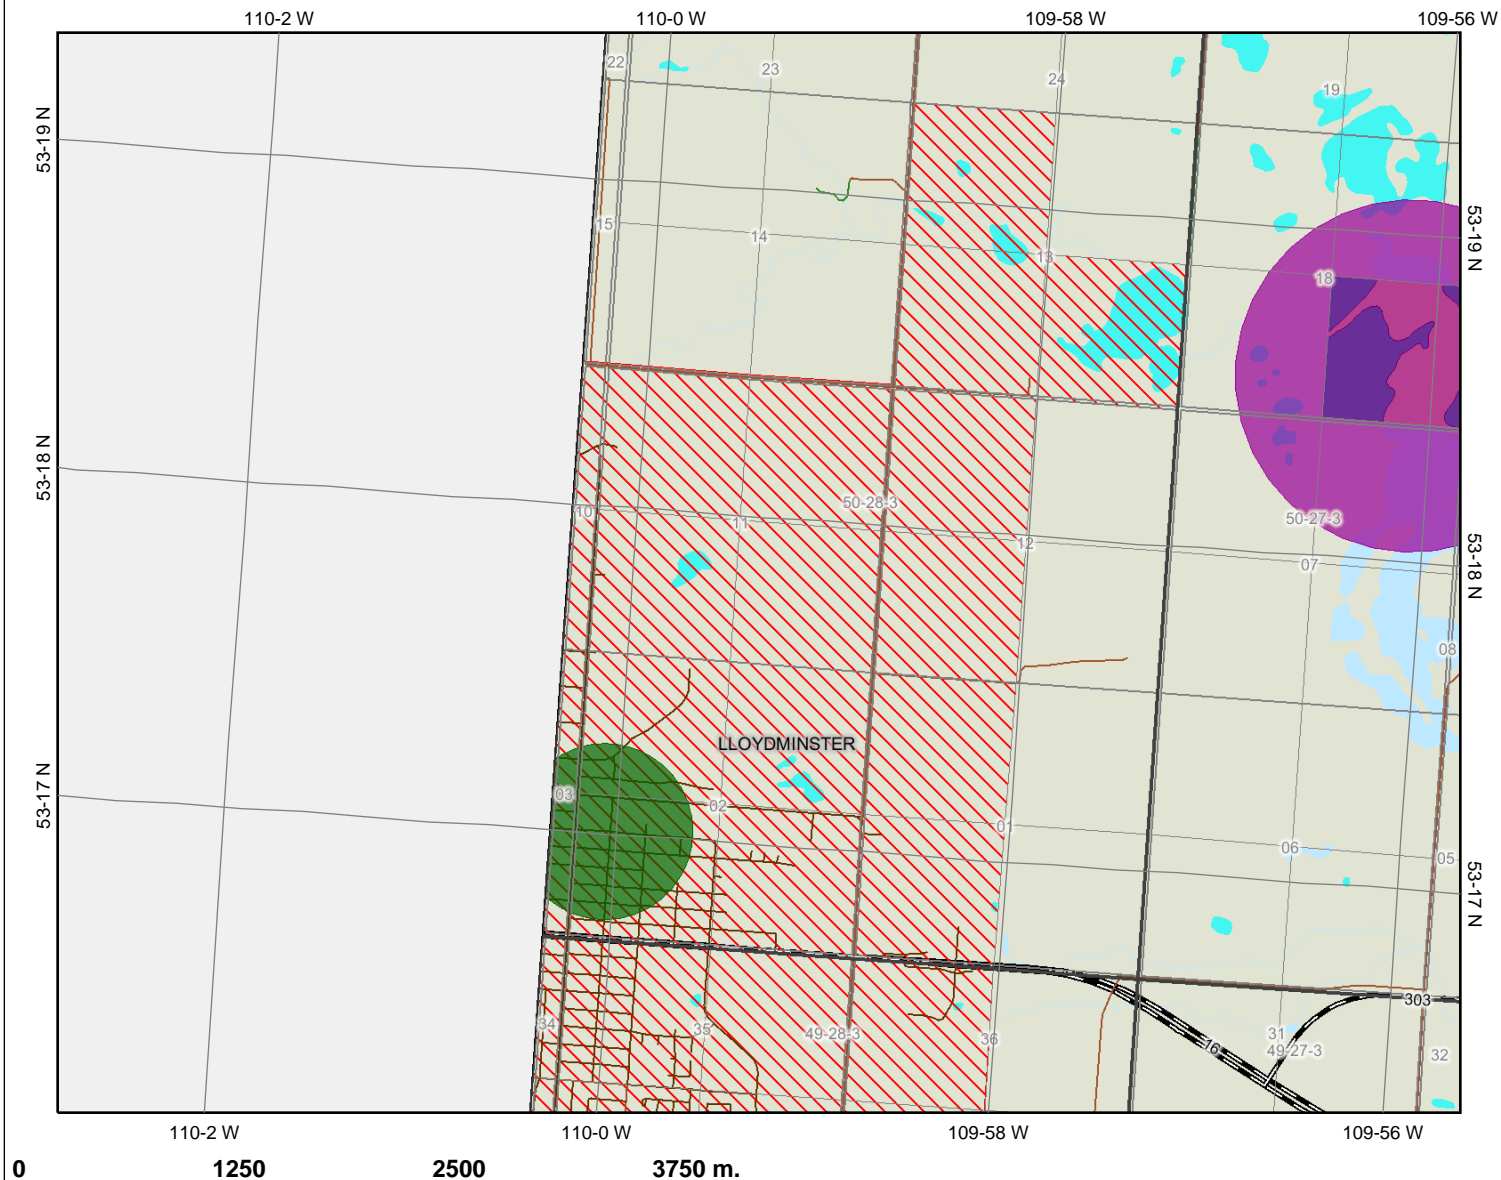 110-2 W 110-0 W 109-58 W 109-56 W
22 23 24 19
53-19 N
15 14 13 18
53-19 N
53-18 N
10 11 50-28-3 12 50-27-3 07
53-18 N
08
LLOYDMINSTER
53-17 N
03 02 01 06 05
53-17 N
303
34 35 49-28-3 36 16 31 32
49-27-3
110-2 W 110-0 W 109-58 W 109-56 W
0 1250 2500 3750 m.